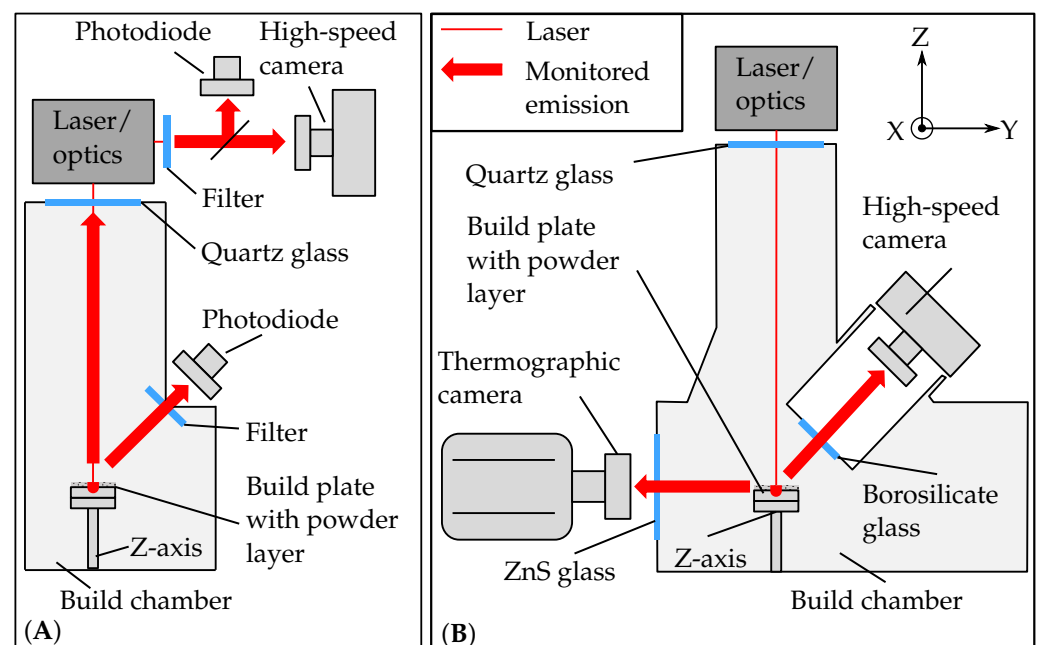 Photodiode
High-speed
camera
Laser/
optics
Filter
Quartz glass
Photodiode
Filter
Build plate
with powder
layer
Z-axis
Build chamber
(A)
Laser
Monitored
emission
Laser/
optics
Z
X
Y
Quartz glass
High-speed
camera
Build plate
with powder
layer
Thermographic
camera
Borosilicate
glass
ZnS glass
Z-axis
Build chamber
(B)